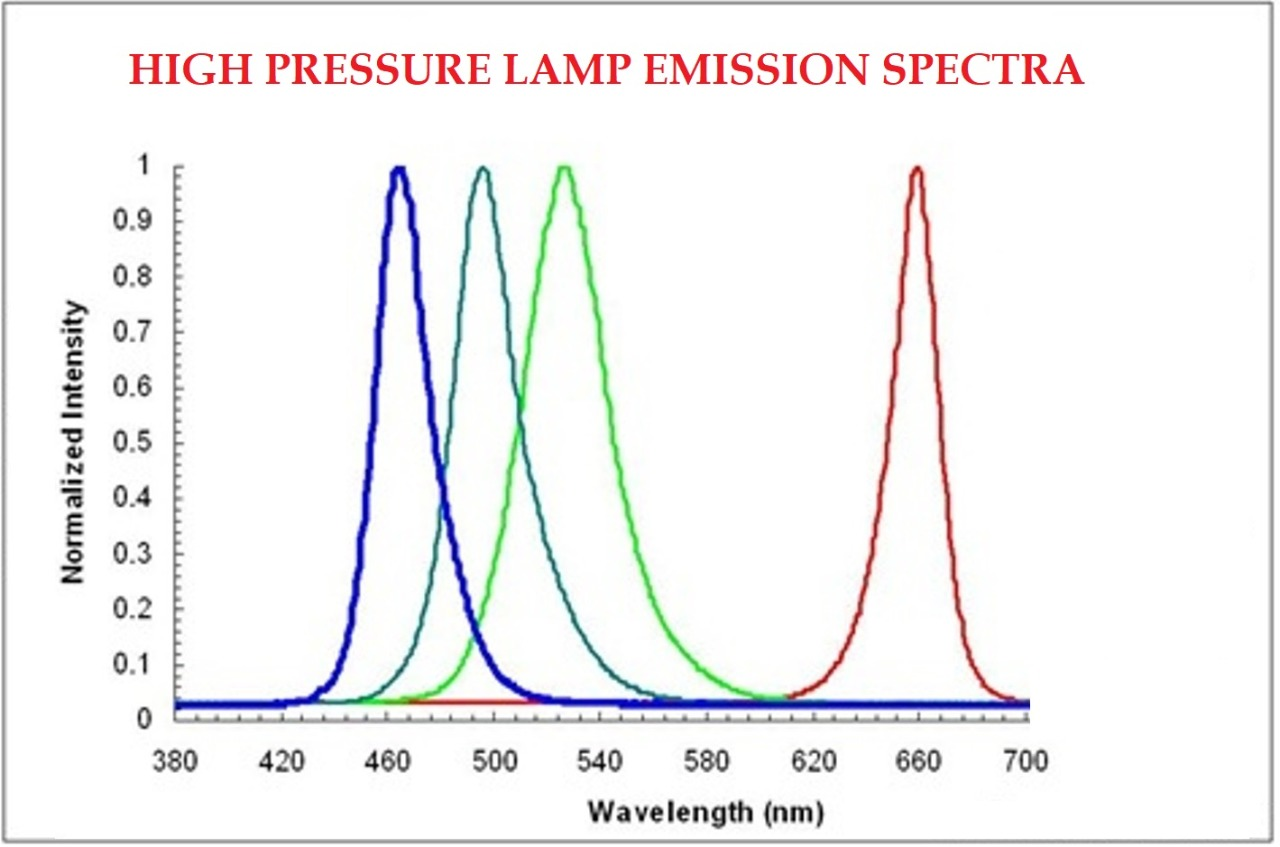 HIGH PRESSURE LAMP EMISSION SPECTRA
1
0.9
0.8
0.7
0.6
0.5
0.4
0.3
0.2
0.1
0
Normalized Intensity
380 420 460 500 540 580 620 660 700
Wavelength (nm)